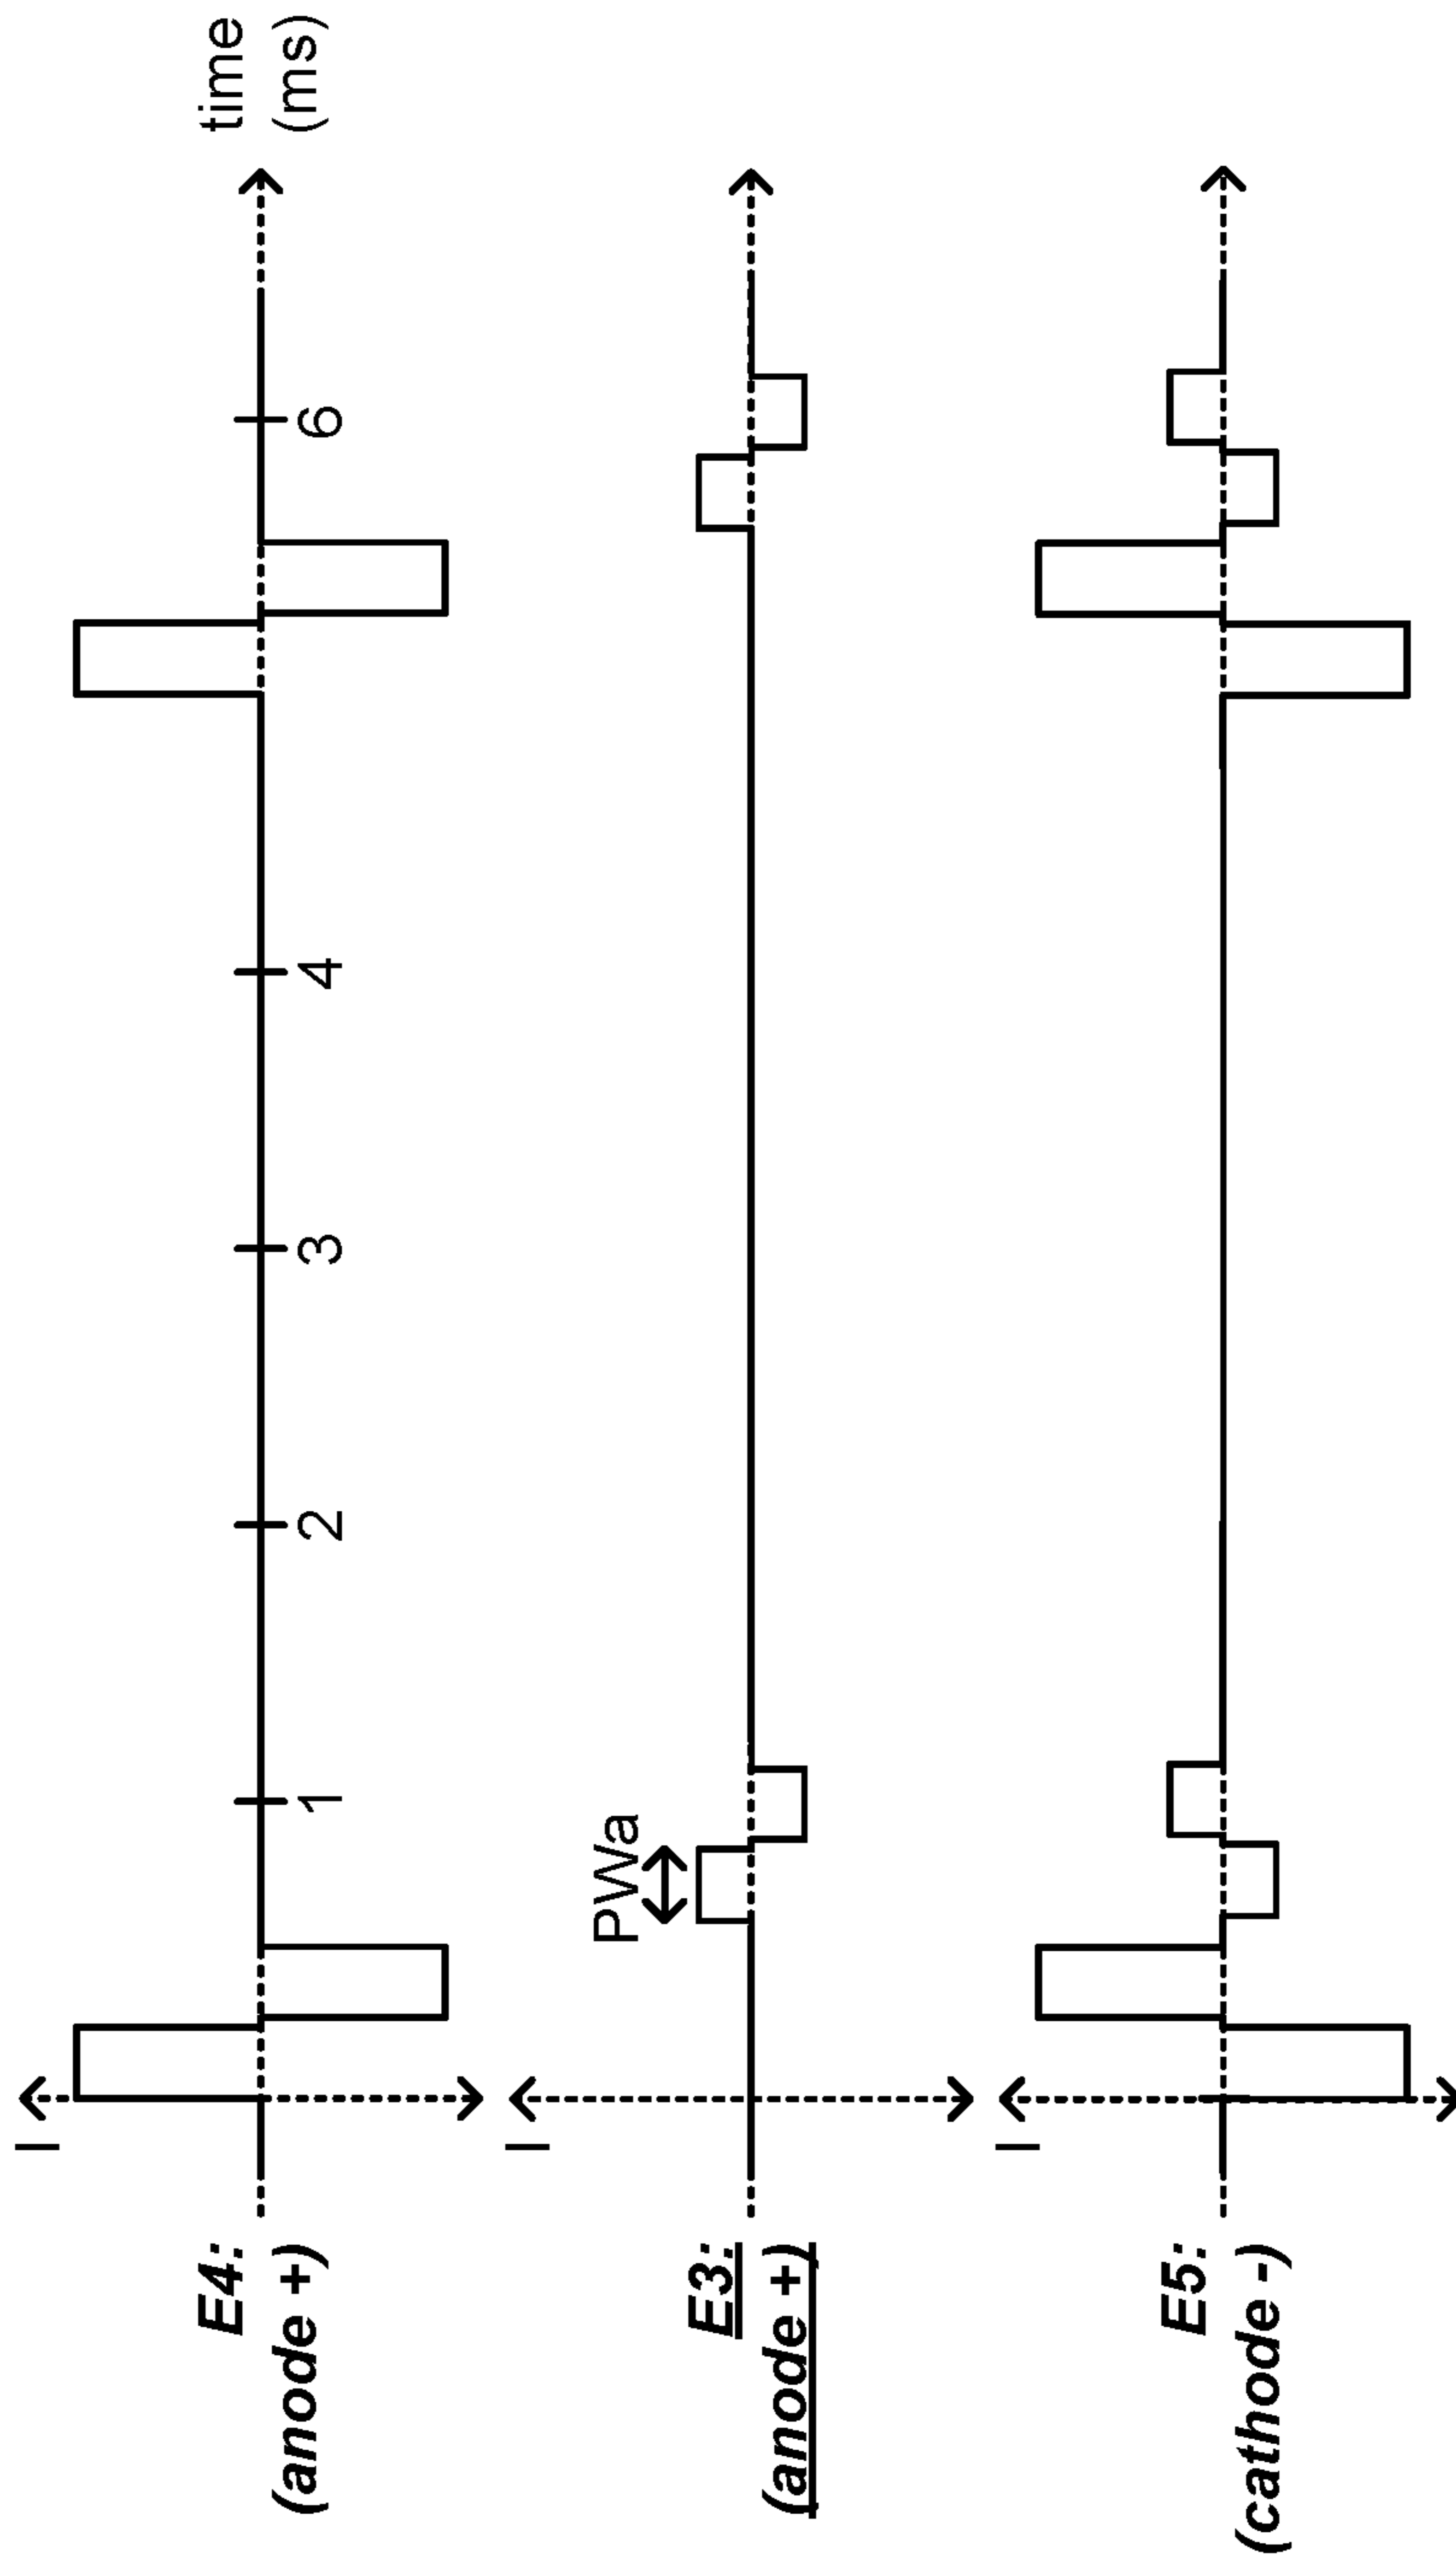 I
E4:
(anode +)
1
2
3
4
6
time
(ms)
I
E3:
(anode +)
PWa
I
E5:
(cathode -)